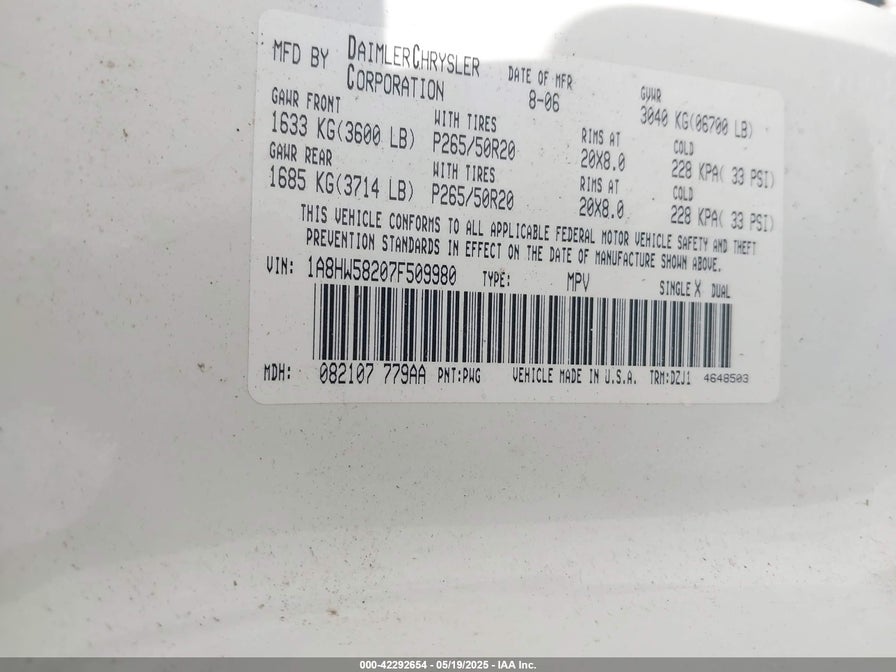 MFD BY DAIMLERCHRYSLER CORPORATION DATE OF MFR 8-06 GVWR 3040 KG(06700 LB)
GAWR FRONT WITH TIRES RIMS AT COLD
1633 KG(3600 LB) P265/50R20 20X8.0 228 KPA( 33 PSI)
GAWR REAR WITH TIRES RIMS AT COLD
1685 KG(3714 LB) P265/50R20 20X8.0 228 KPA( 33 PSI)
THIS VEHICLE CONFORMS TO ALL APPLICABLE FEDERAL MOTOR VEHICLE SAFETY AND THEFT
PREVENTION STANDARDS IN EFFECT ON THE DATE OF MANUFACTURE SHOWN ABOVE.
VIN: 1A8HW58207F509980 TYPE: MPV SINGLE X DUAL
MDH: 082107 779AA PNT:PWG VEHICLE MADE IN U.S.A. TRM:DZJ1 4648503
000-42292654 - 05/19/2025 - IAA Inc.